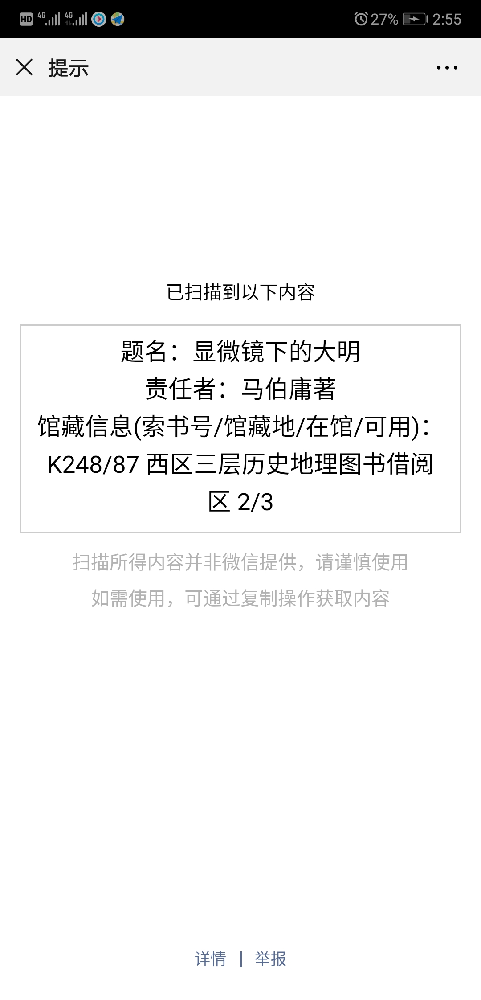 HD 4G 4G 27% 2:55
提示
已扫描到以下内容
题名：显微镜下的大明
责任者：马伯庸著
馆藏信息(索书号/馆藏地/在馆/可用)：
K248/87 西区三层历史地理图书借阅
区 2/3
扫描所得内容并非微信提供，请谨慎使用
如需使用，可通过复制操作获取内容
详情 | 举报